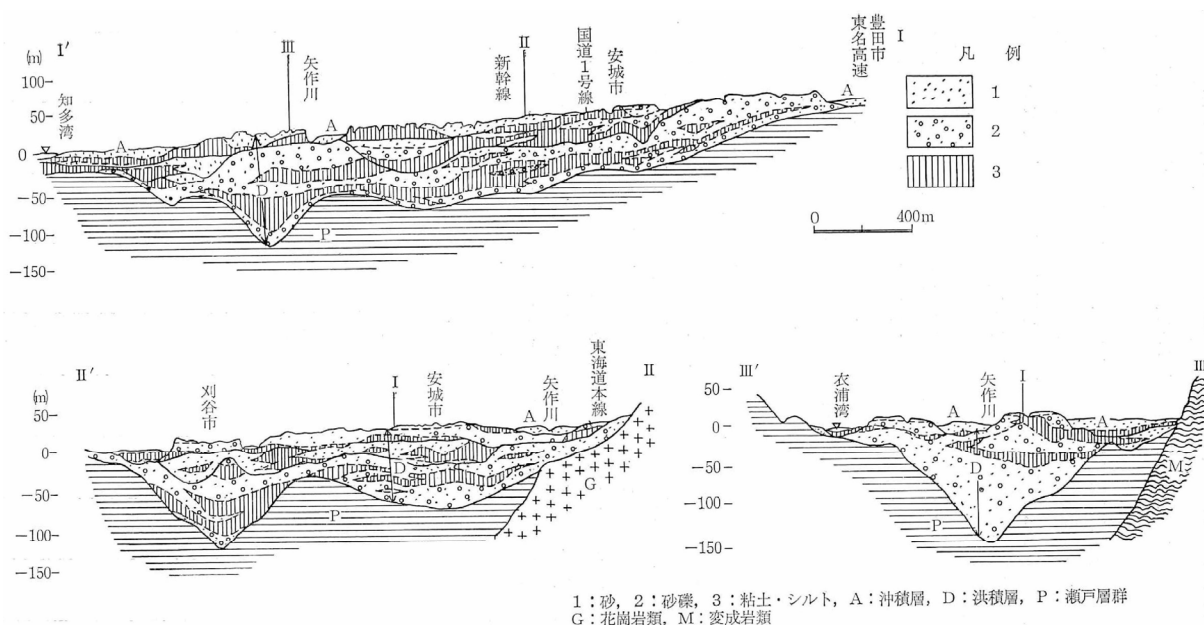 (m)
I′
100
50
0
−50
−100
−150
知多湾
A
III
矢作川
A
D
P
新幹線
II
国道1号線
安城市
東名高速
豊田市
I
A
凡 例
1
2
3
0 400m
(m)
II′
50
0
−50
−100
−150
刈谷市
I
安城市
矢作川
A
東海道本線
II
D
P
G
III′
50
0
−50
−100
−150
衣浦湾
A
矢作川
I
A
III
D
P
M
1:砂, 2:砂礫, 3:粘土・シルト, A:沖積層, D:洪積層, P:瀬戸層群
G:花崗岩類, M:変成岩類